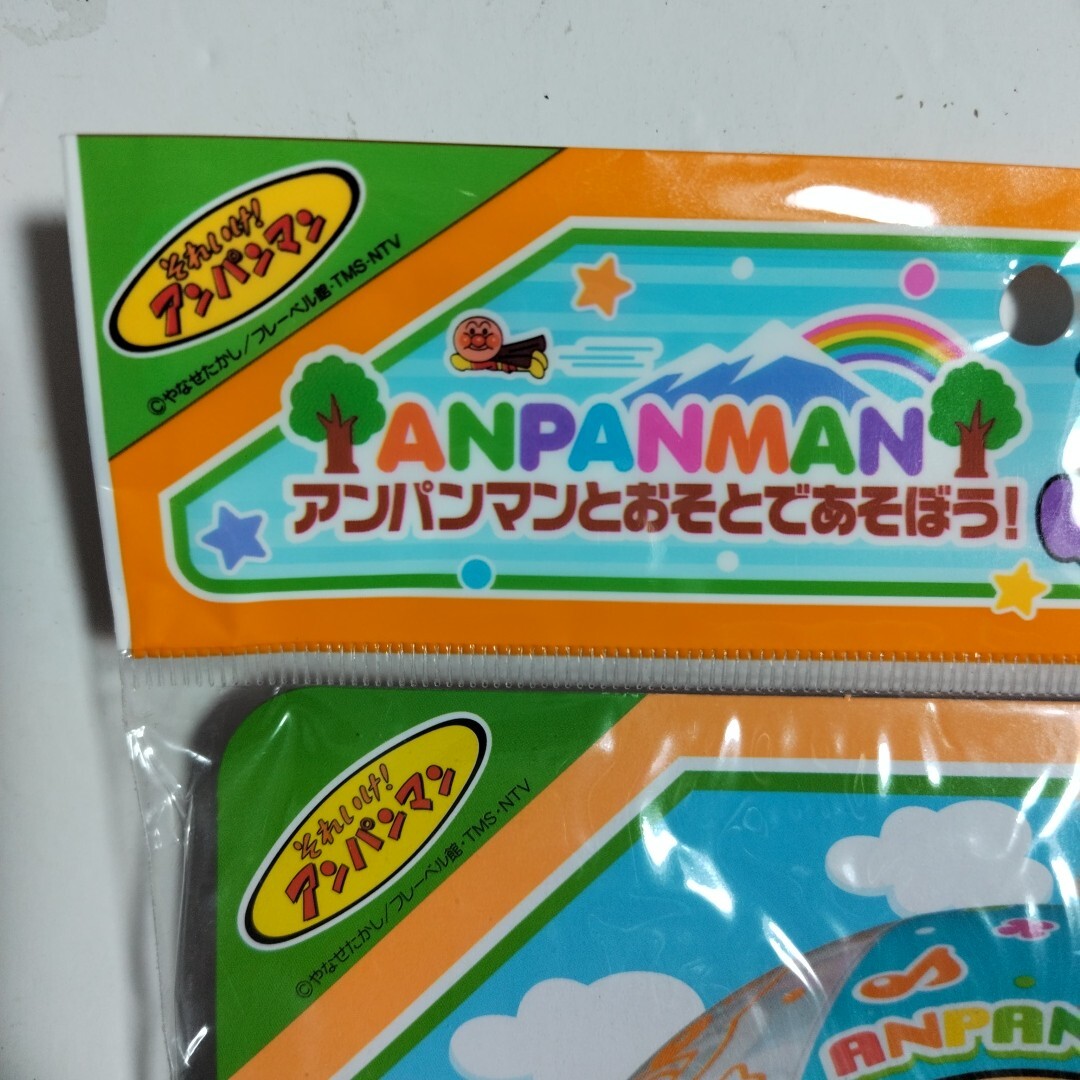 それいけ!
アンパンマン
©やなせたかし/フレーベル館・TMS・NTV
ANPANMAN
アンパンマンとおそとであそぼう!
それいけ!
アンパンマン
©やなせたかし/フレーベル館・TMS・NTV
ANPAN